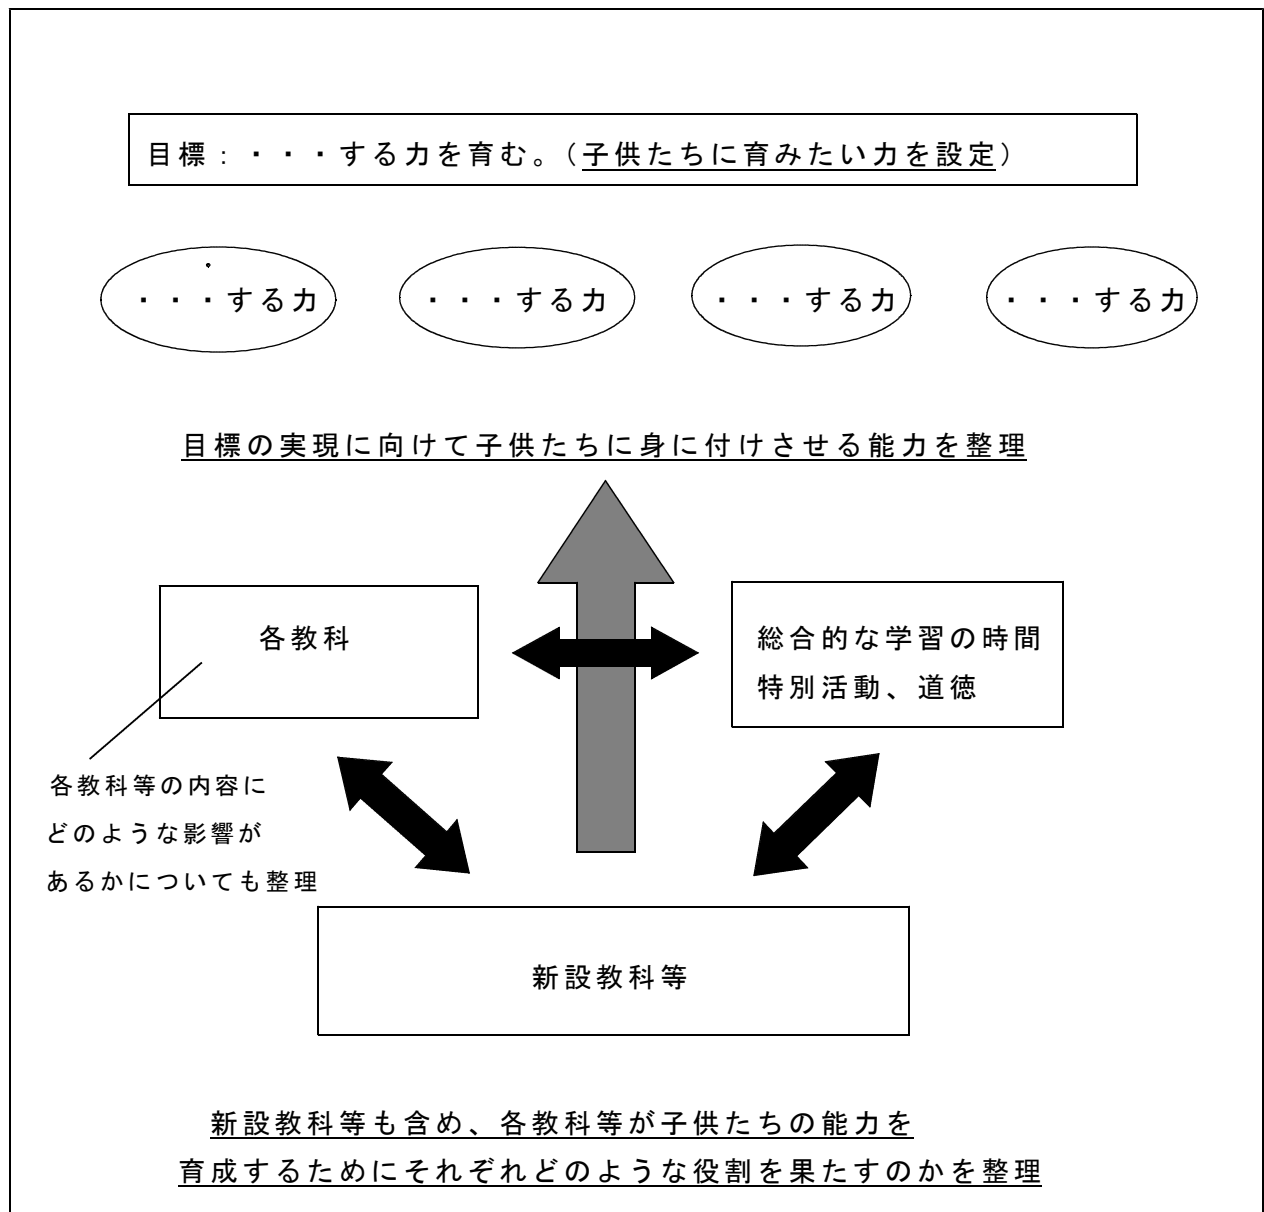 目標:・・・する力を育む。(子供たちに育みたい力を設定)
・・・する力
・・・する力
・・・する力
・・・する力
目標の実現に向けて子供たちに身に付けさせる能力を整理
各教科
総合的な学習の時間
特別活動、道徳
各教科等の内容に
どのような影響が
あるかについても整理
新設教科等
新設教科等も含め、各教科等が子供たちの能力を
育成するためにそれぞれどのような役割を果たすのかを整理